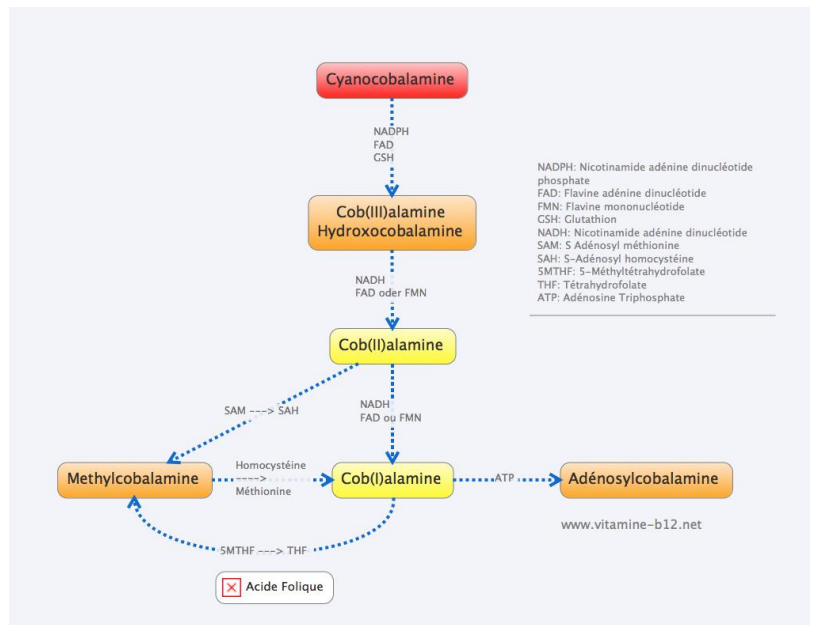 Cyanocobalamine
NADPH
FAD
GSH
NADPH: Nicotinamide adénine dinucléotide
phosphate
FAD: Flavine adénine dinucléotide
FMN: Flavine mononucléotide
GSH: Glutathion
NADH: Nicotinamide adénine dinucléotide
SAM: S Adénosyl méthionine
SAH: S-Adénosyl homocystéine
5MTHF: 5-Méthyltétrahydrofolate
THF: Tétrahydrofolate
ATP: Adénosine Triphosphate
Cob(III)alamine
Hydroxocobalamine
NADH
FAD oder FMN
Cob(II)alamine
SAM ---> SAH
NADH
FAD ou FMN
Methylcobalamine
Homocystéine
---->
Méthionine
Cob(I)alamine
ATP
Adénosylcobalamine
www.vitamine-b12.net
5MTHF ---> THF
Acide Folique